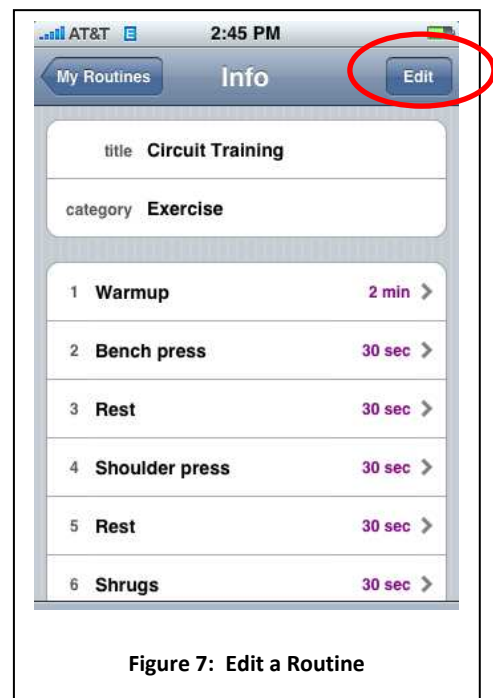 AT&T 2:45 PM
My Routines Info Edit
title Circuit Training
category Exercise
1 Warmup 2 min
2 Bench press 30 sec
3 Rest 30 sec
4 Shoulder press 30 sec
5 Rest 30 sec
6 Shrugs 30 sec
Figure 7: Edit a Routine